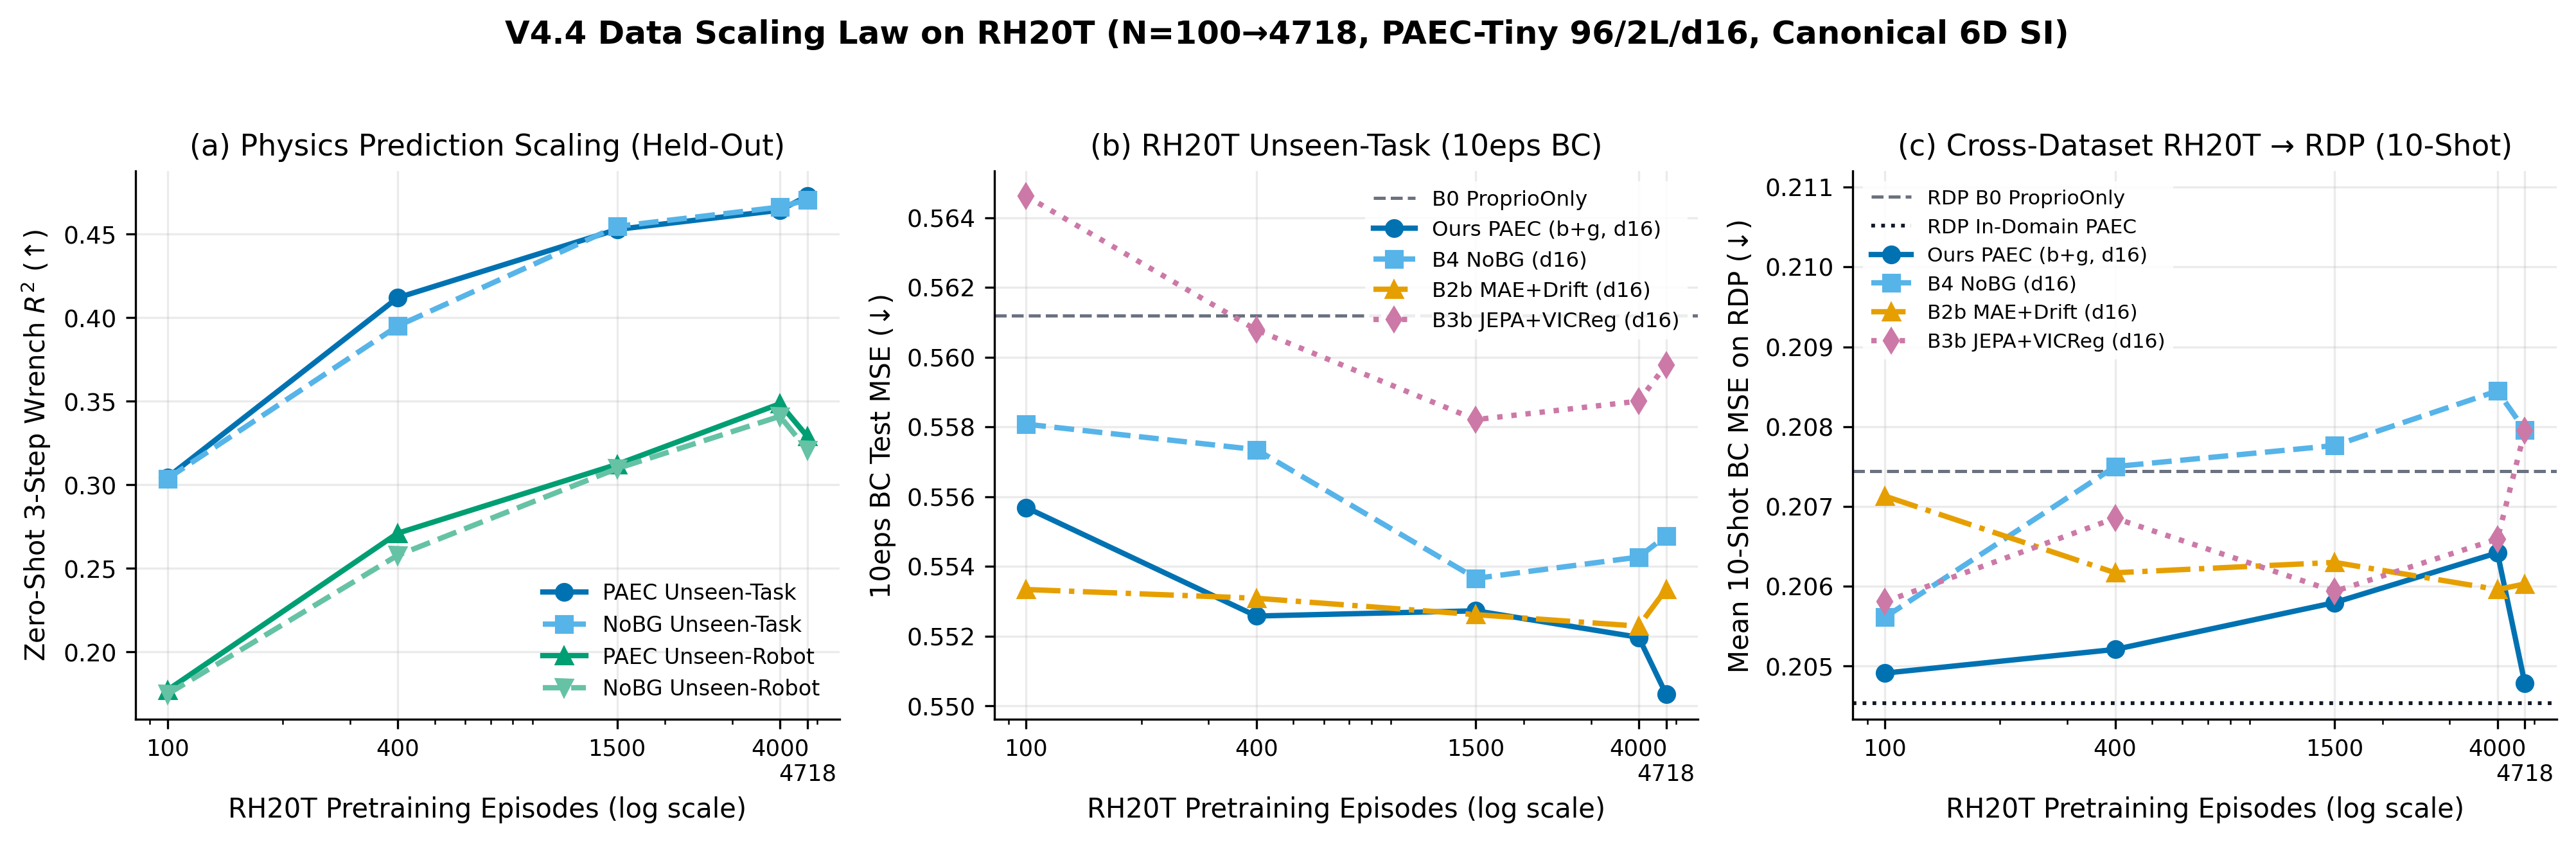 V4.4 Data Scaling Law on RH20T (N=100→4718, PAEC-Tiny 96/2L/d16, Canonical 6D SI)
(a) Physics Prediction Scaling (Held-Out)
Zero-Shot 3-Step Wrench R² (↑)
0.45
0.40
0.35
0.30
0.25
0.20
PAEC Unseen-Task
NoBG Unseen-Task
PAEC Unseen-Robot
NoBG Unseen-Robot
100
400
1500
4000
4718
RH20T Pretraining Episodes (log scale)
(b) RH20T Unseen-Task (10eps BC)
10eps BC Test MSE (↓)
0.564
0.562
0.560
0.558
0.556
0.554
0.552
0.550
B0 ProprioOnly
Ours PAEC (b+g, d16)
B4 NoBG (d16)
B2b MAE+Drift (d16)
B3b JEPA+VICReg (d16)
100
400
1500
4000
4718
RH20T Pretraining Episodes (log scale)
(c) Cross-Dataset RH20T → RDP (10-Shot)
Mean 10-Shot BC MSE on RDP (↓)
0.211
0.210
0.209
0.208
0.207
0.206
0.205
RDP B0 ProprioOnly
RDP In-Domain PAEC
Ours PAEC (b+g, d16)
B4 NoBG (d16)
B2b MAE+Drift (d16)
B3b JEPA+VICReg (d16)
100
400
1500
4000
4718
RH20T Pretraining Episodes (log scale)